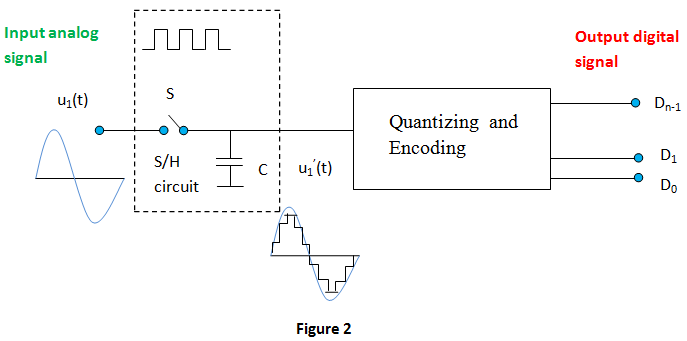 Input analog
signal
u₁(t)
S
S/H
circuit
C
u₁′(t)
Quantizing and
Encoding
Output digital
signal
Dₙ₋₁
D₁
D₀
Figure 2